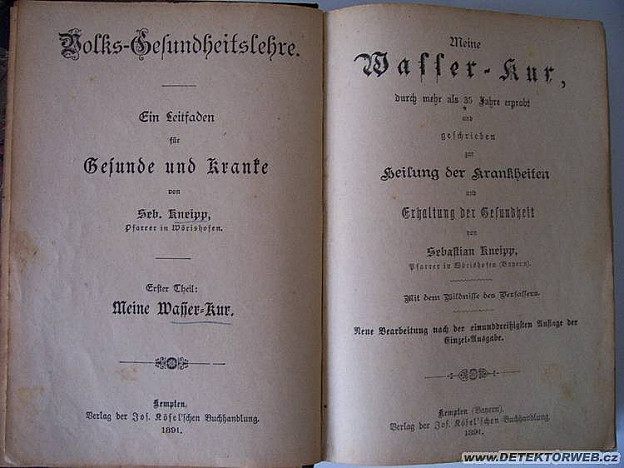 Volks-Gesundheitslehre.
Ein Leitfaden
für
Gesunde und Kranke
von
Seb. Kneipp,
Pfarrer in Wörishofen.
Erster Theil:
Meine Wasser-Kur.
Kempten.
Verlag der Jos. Kösel'schen Buchhandlung.
1891.
Meine
Wasser-Kur,
durch mehr als 35 Jahre erprobt
und
geschrieben
zur
Heilung der Krankheiten
und
Erhaltung der Gesundheit
von
Sebastian Kneipp,
Pfarrer in Wörishofen (Bayern).
Mit dem Bildnisse des Verfassers.
Neue Bearbeitung nach der einunddreißigsten Auflage der
Einzel-Ausgabe.
Kempten (Bayern).
Verlag der Jos. Kösel'schen Buchhandlung.
1891.
www.DETEKTORWEB.cz